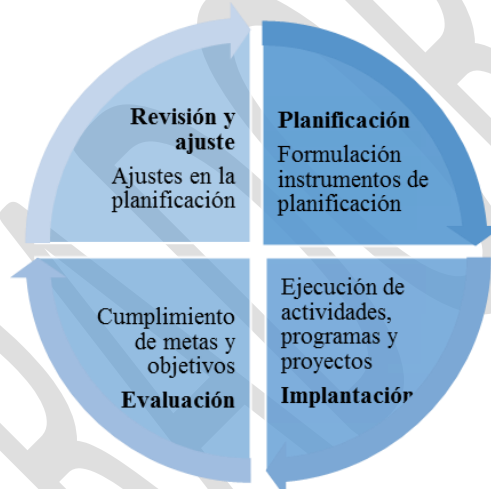 Revisión y
ajuste
Ajustes en la
planificación
Planificación
Formulación
instrumentos de
planificación
Ejecución de
actividades,
programas y
proyectos
Implantación
Cumplimiento
de metas y
objetivos
Evaluación